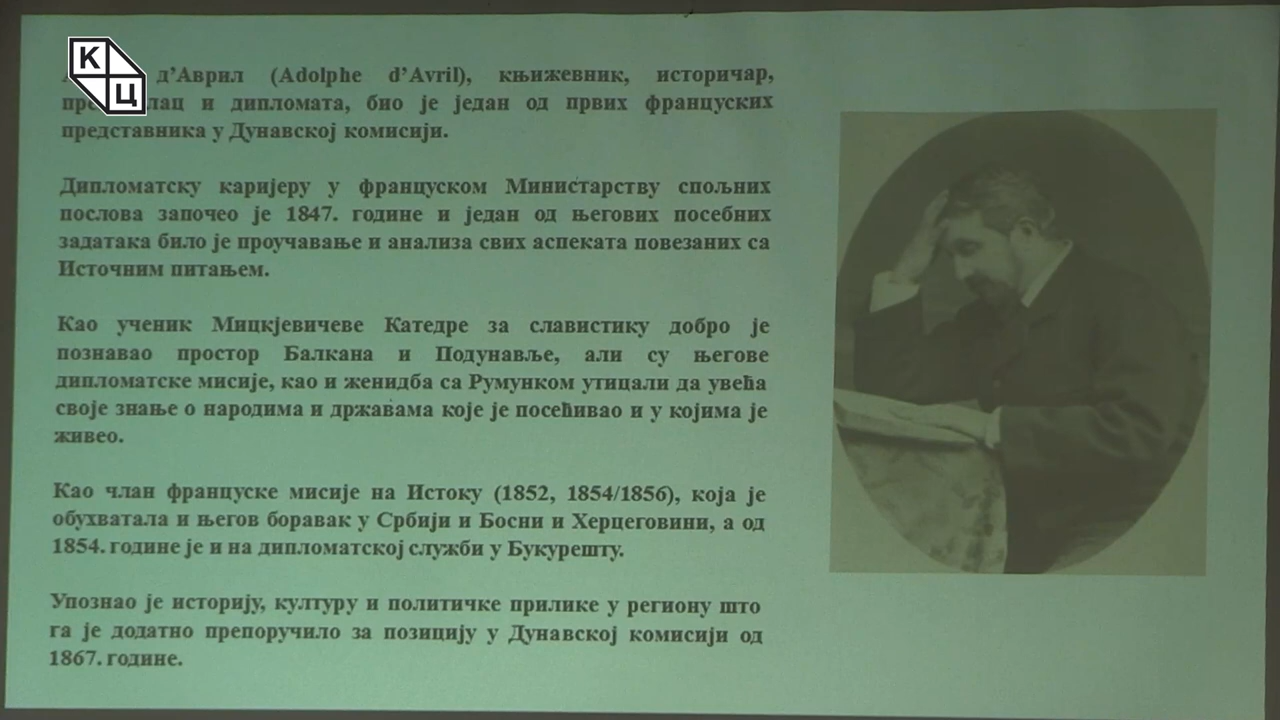 К
Ц
д’Аврил (Adolphe d’Avril), књижевник, историчар,
и дипломата, био је један од првих француских
представника у Дунавској комисији.
Дипломатску каријеру у француском Министарству спољних
послова започео је 1847. године и један од његових посебних
задатака било је проучавање и анализа свих аспеката повезаних са
Источним питањем.
Као ученик Мицкјевичеве Катедре за славистику добро је
познавао простор Балкана и Подунавље, али су његове
дипломатске мисије, као и женидба са Румунком утицали да увећа
своје знање о народима и државама које је посећивао и у којима је
живео.
Као члан француске мисије на Истоку (1852, 1854/1856), која је
обухватала и његов боравак у Србији и Босни и Херцеговини, а од
1854. године је и на дипломатској служби у Букурешту.
Упознао је историју, културу и политичке прилике у региону што
га је додатно препоручило за позицију у Дунавској комисији од
1867. године.